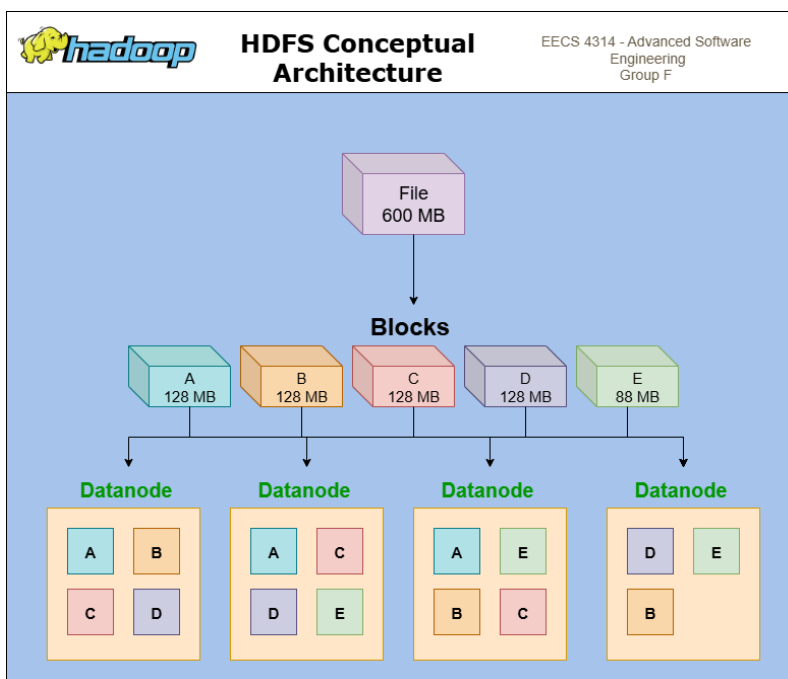 hadoop
HDFS Conceptual
Architecture
EECS 4314 - Advanced Software
Engineering
Group F
File
600 MB
Blocks
A
128 MB
B
128 MB
C
128 MB
D
128 MB
E
88 MB
Datanode
Datanode
Datanode
Datanode
A B
C D
A C
D E
A E
B C
D E
B